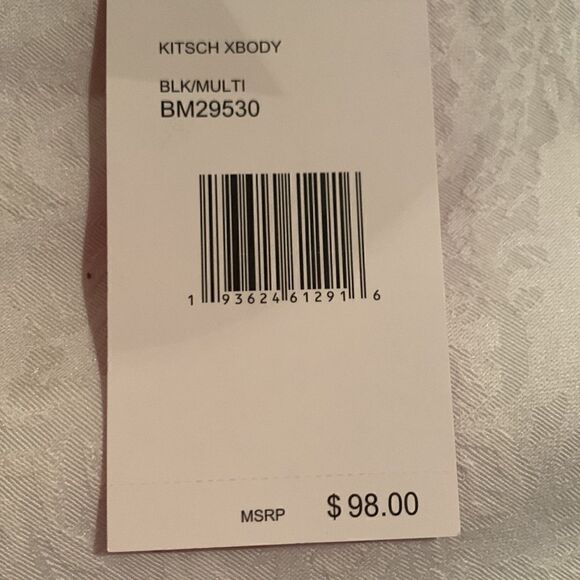 KITSCH XBODY
BLK/MULTI
BM29530
1 93624 61291 6
MSRP $ 98.00